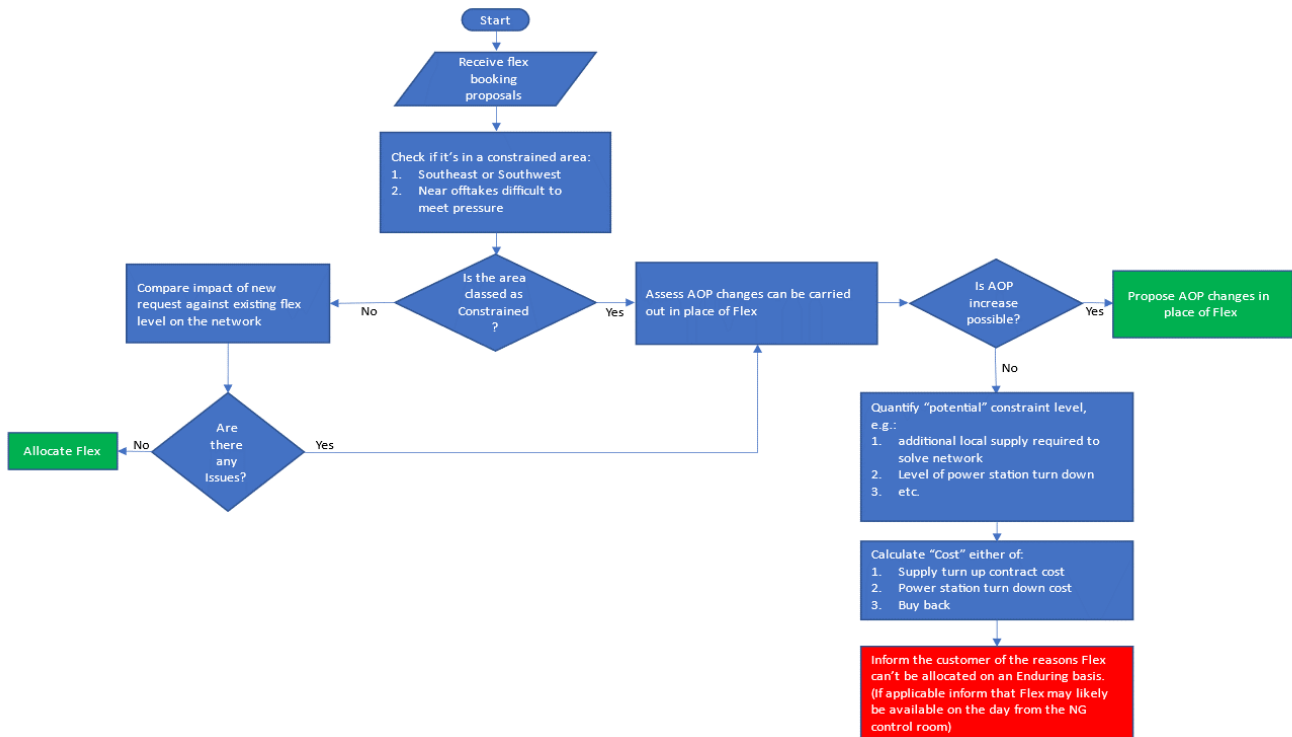 Start
Receive flex
booking
proposals
Check if it's in a constrained area:
1. Southeast or Southwest
2. Near offtakes difficult to
meet pressure
Is the area
classed as
Constrained
?
No
Yes
Compare impact of new
request against existing flex
level on the network
Assess AOP changes can be carried
out in place of Flex
Is AOP
increase
possible?
Yes
Propose AOP changes in
place of Flex
No
Are
there
any
Issues?
No
Yes
Allocate Flex
Quantify “potential” constraint level,
e.g.:
1. additional local supply required to
solve network
2. Level of power station turn down
3. etc.
Calculate “Cost” either of:
1. Supply turn up contract cost
2. Power station turn down cost
3. Buy back
Inform the customer of the reasons Flex
can't be allocated on an Enduring basis.
(If applicable inform that Flex may likely
be available on the day from the NG
control room)